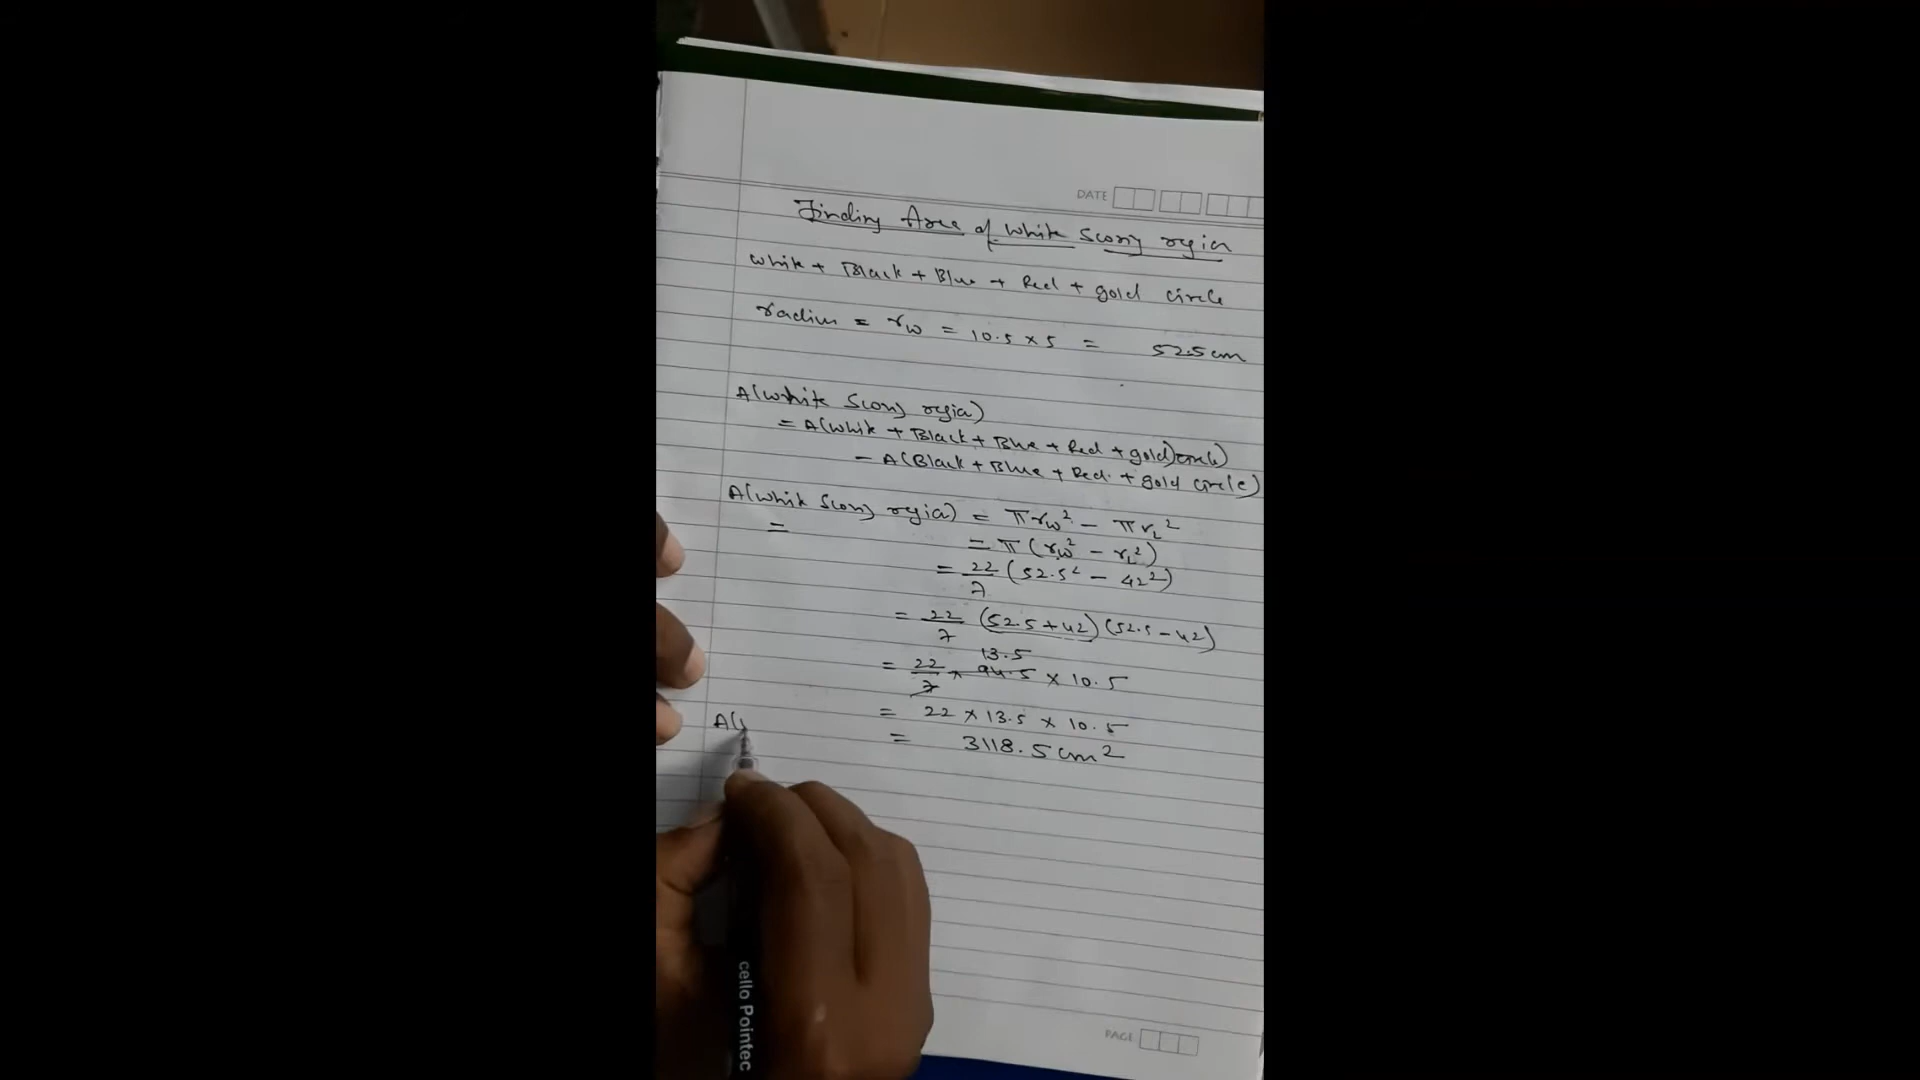 DATE
Finding Area of White Scoring region
White + Black + Blue + Red + gold circle
radius = rw = 10.5 × 5 = 52.5 cm
A(White Scoring region)
= A(White + Black + Blue + Red + gold) circle)
- A(Black + Blue + Red + gold circle)
A(White Scoring region) = πrw² - πrL²
=
= π(rw² - rL²)
= 22/7 (52.5² - 42²)
= 22/7 (52.5 + 42) (52.5 - 42)
13.5
= 22/7 × 94.5 × 10.5
= 22 × 13.5 × 10.5
A(
= 3118.5 cm²
cello Pointec
PAGE